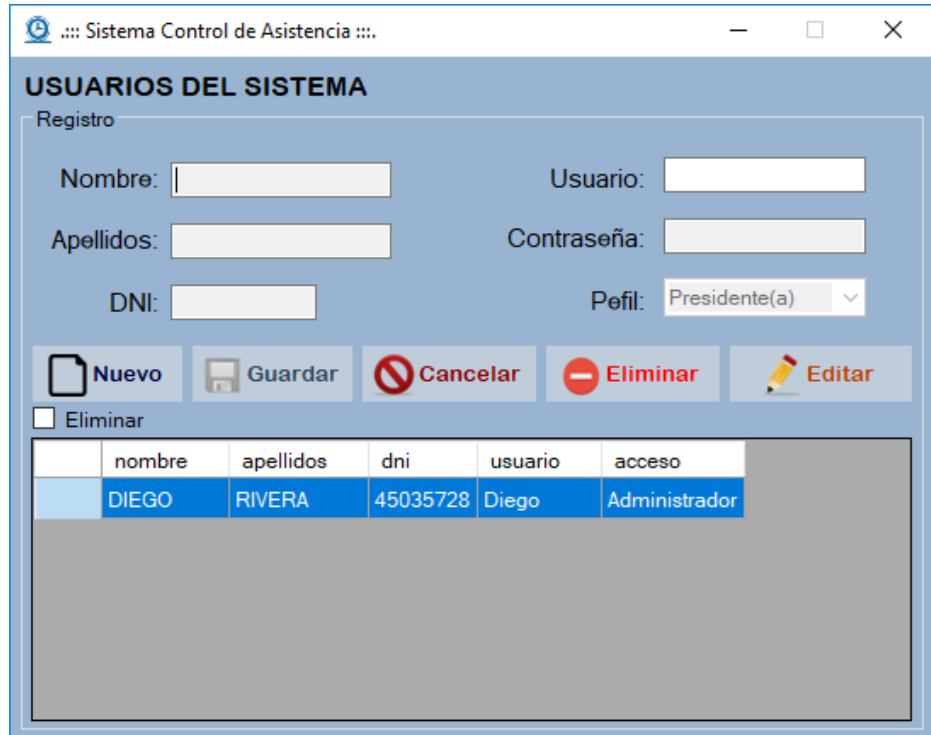 .::: Sistema Control de Asistencia :::.
USUARIOS DEL SISTEMA
Registro
Nombre: Usuario:
Apellidos: Contraseña:
DNI: Pefil: Presidente(a)
Nuevo Guardar Cancelar Eliminar Editar
Eliminar
nombre apellidos dni usuario acceso
DIEGO RIVERA 45035728 Diego Administrador